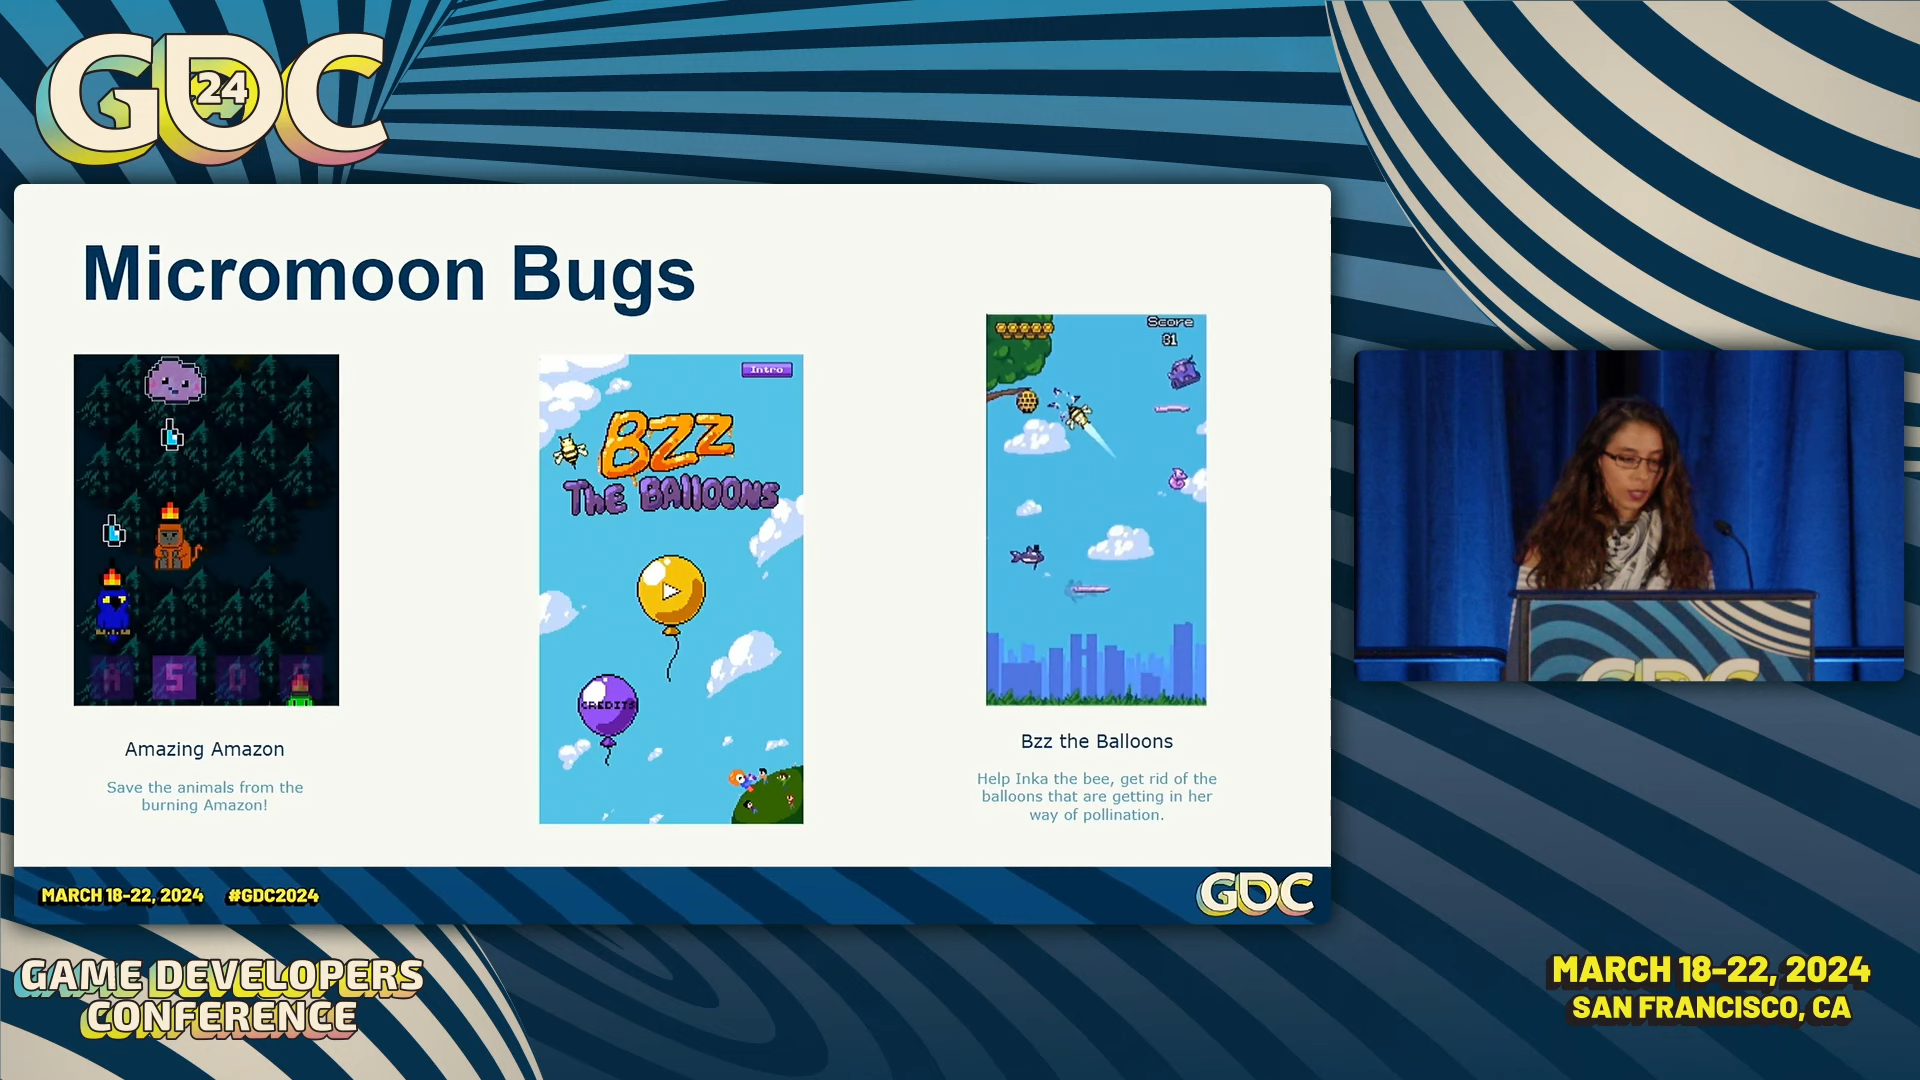 GDC
24
Micromoon Bugs
Intro
BZZ
THE BALLOONS
CREDITS
Score
81
A S D
Amazing Amazon
Save the animals from the
burning Amazon!
Bzz the Balloons
Help Inka the bee, get rid of the
balloons that are getting in her
way of pollination.
MARCH 18-22, 2024 #GDC2024
GDC
GDC
GAME DEVELOPERS
CONFERENCE
MARCH 18-22, 2024
SAN FRANCISCO, CA